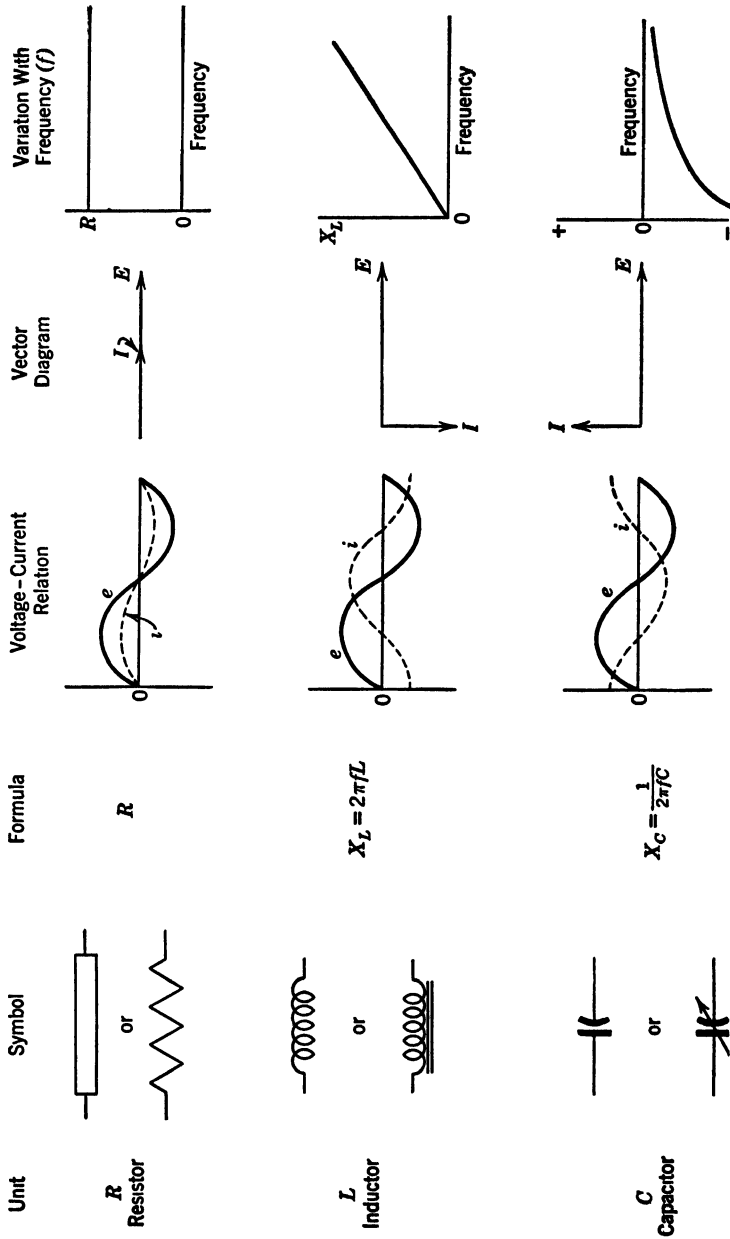 Unit
Symbol
Formula
Voltage – Current
Relation
Vector
Diagram
Variation With
Frequency (f)
R
Resistor
or
R
e
i
0
I
E
R
0
Frequency
L
Inductor
or
X_L = 2πfL
e
i
0
I
E
X_L
0
Frequency
C
Capacitor
or
X_C = 1/2πfC
e
i
0
I
E
+
0
–
Frequency